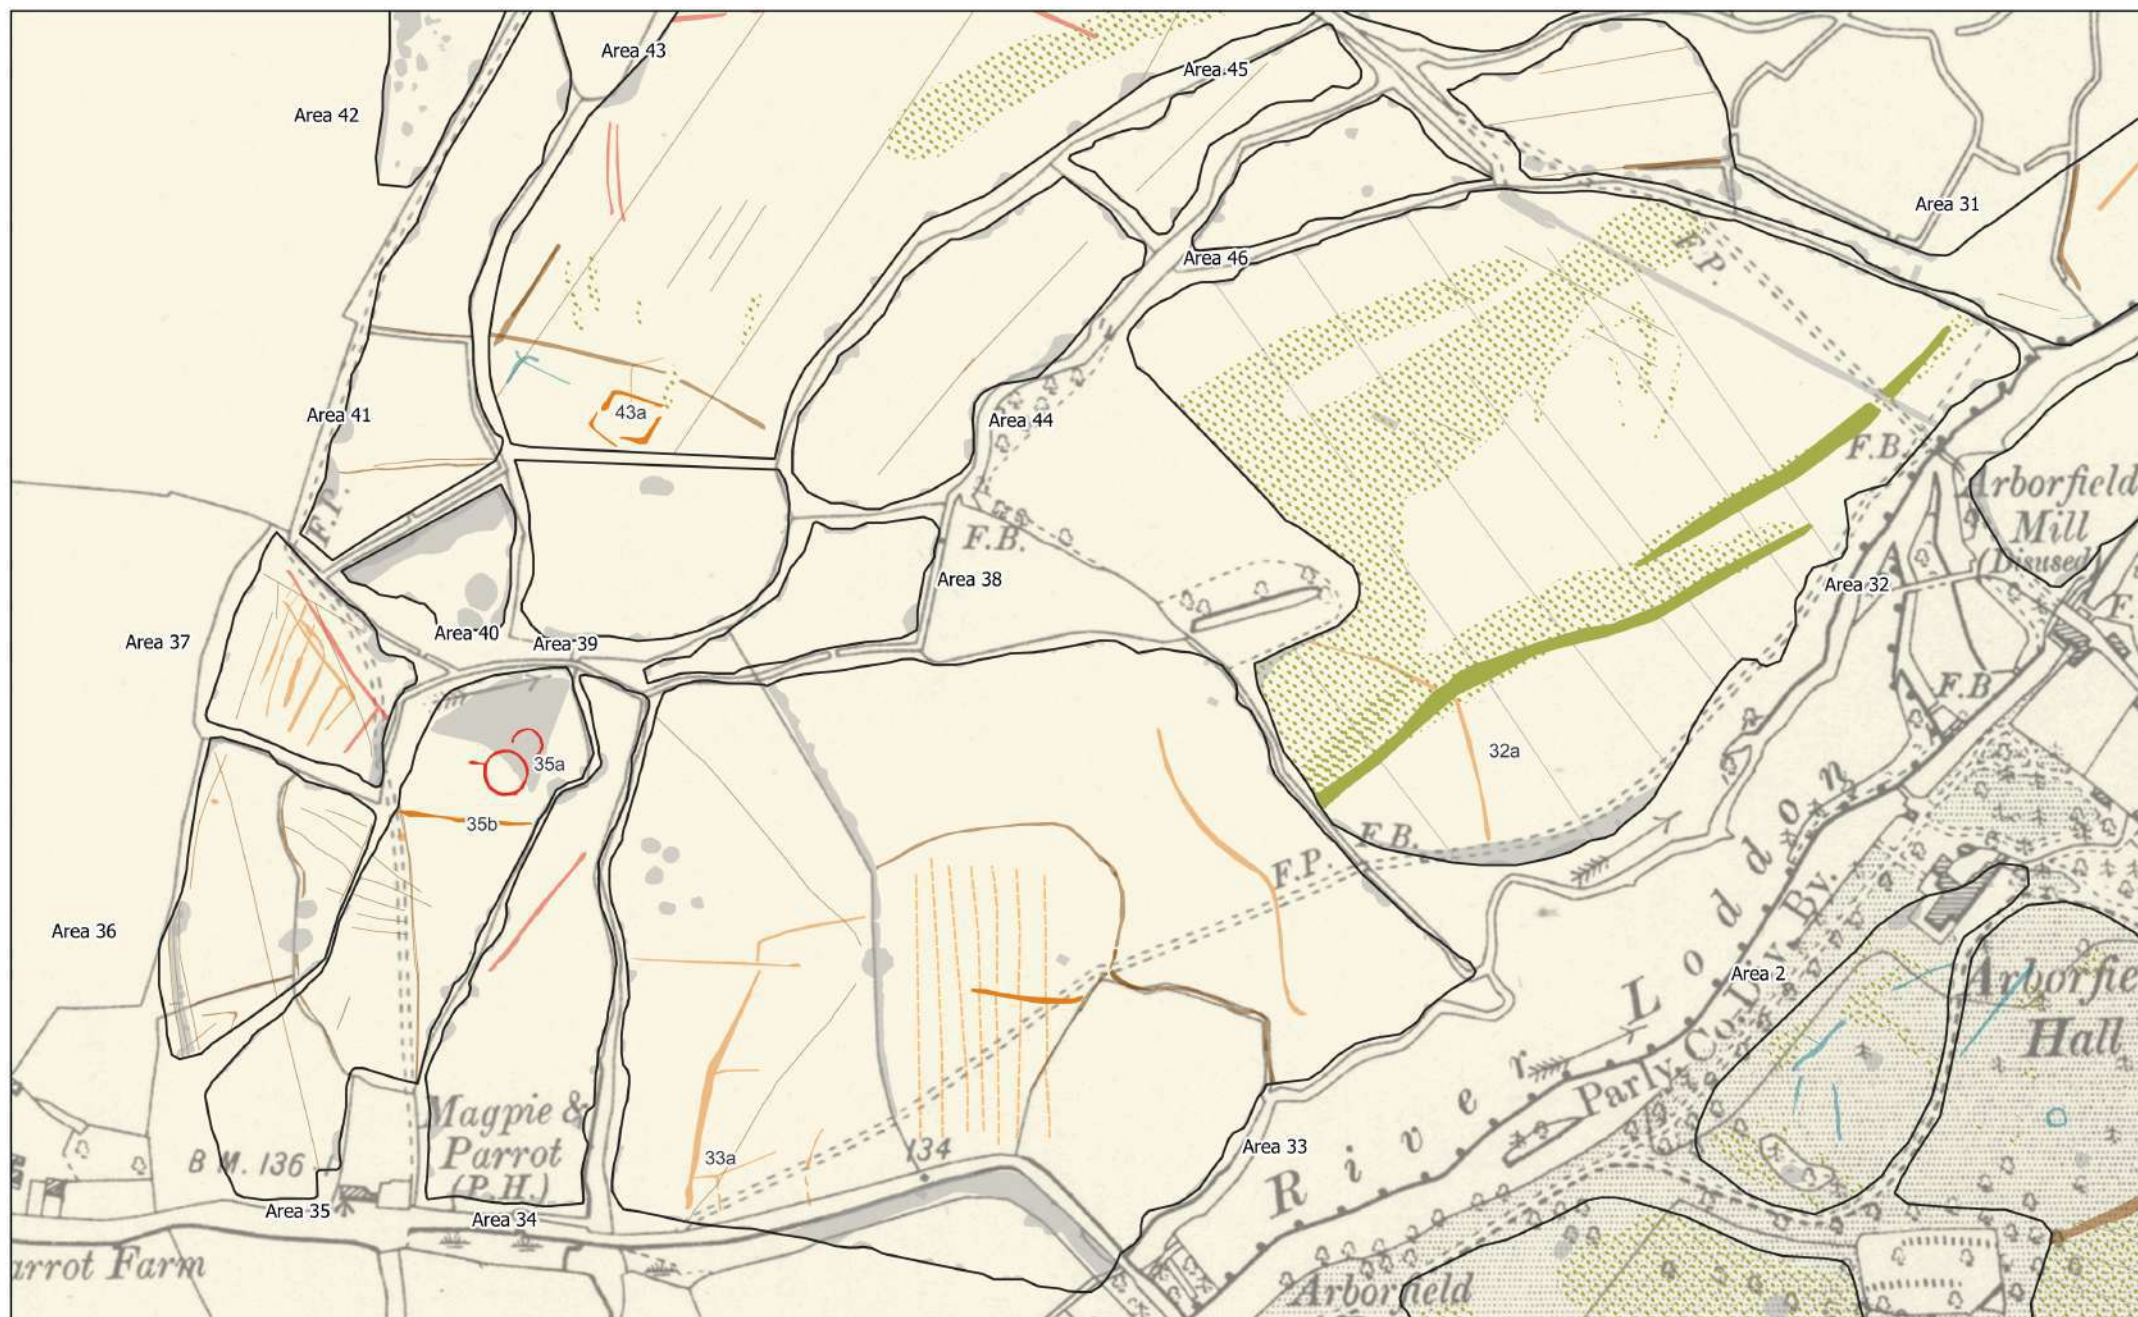 Area 43
Area 45
Area 42
Area 31
F.P.
Area 46
43a
Area 41
Area 44
F.B.
Arborfield
Mill
(Disused)
F.P.
F.B.
Area 38
Area 32
Area 40
Area 39
Area 37
F.B.
35a
32a
35b
F.B.
F.P.
Area 36
Area 2
River Loddon
Parly. Co. Div. By.
Hall
Magpie &
Parrot
(P.H.)
134
Area 33
33a
B M. 136
Area 35
Area 34
arrot Farm
Arborfield